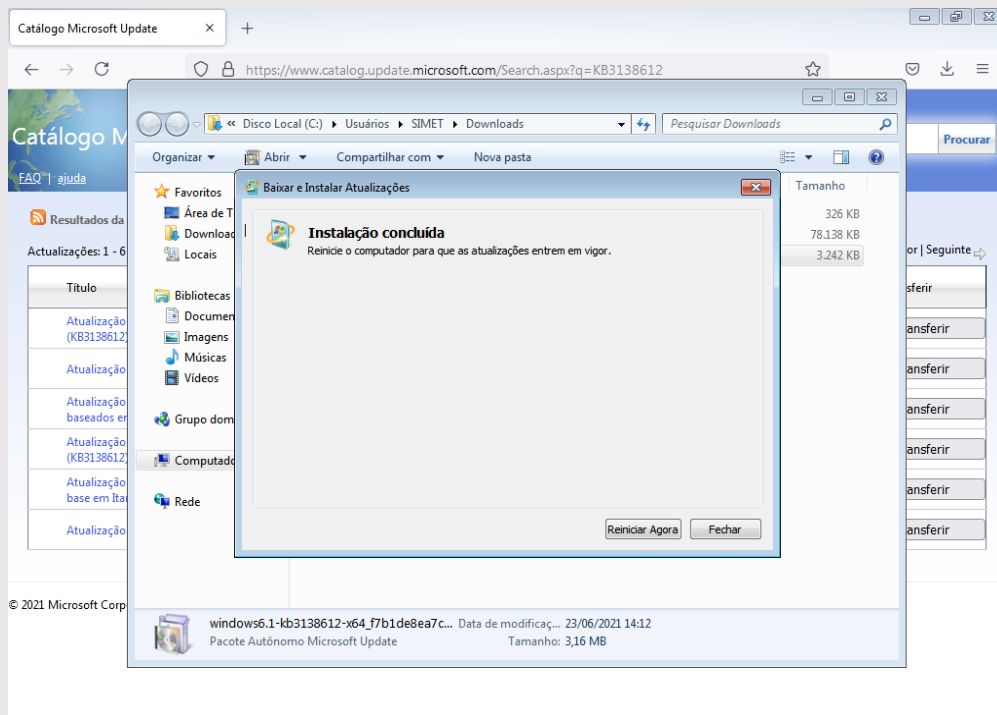 Catálogo Microsoft Update
https://www.catalog.update.microsoft.com/Search.aspx?q=KB3138612
Catálogo M
FAQ | ajuda
Procurar
Resultados da
Actualizações: 1 - 6
or | Seguinte
Título
sferir
Atualização
(KB3138612)
ansferir
Atualização
ansferir
Atualização
baseados em
ansferir
Atualização
(KB3138612)
ansferir
Atualização
base em Ita
ansferir
Atualização
ansferir
© 2021 Microsoft Corp
« Disco Local (C:) Usuários SIMET Downloads
Pesquisar Downloads
Organizar Abrir Compartilhar com Nova pasta
Favoritos
Área de T
Download
Locais
Bibliotecas
Documen
Imagens
Músicas
Vídeos
Grupo dom
Computado
Rede
Tamanho
326 KB
78.138 KB
3.242 KB
Baixar e Instalar Atualizações
Instalação concluída
Reinicie o computador para que as atualizações entrem em vigor.
Reiniciar Agora Fechar
windows6.1-kb3138612-x64_f7b1de8ea7c... Data de modificaç... 23/06/2021 14:12
Pacote Autônomo Microsoft Update Tamanho: 3,16 MB